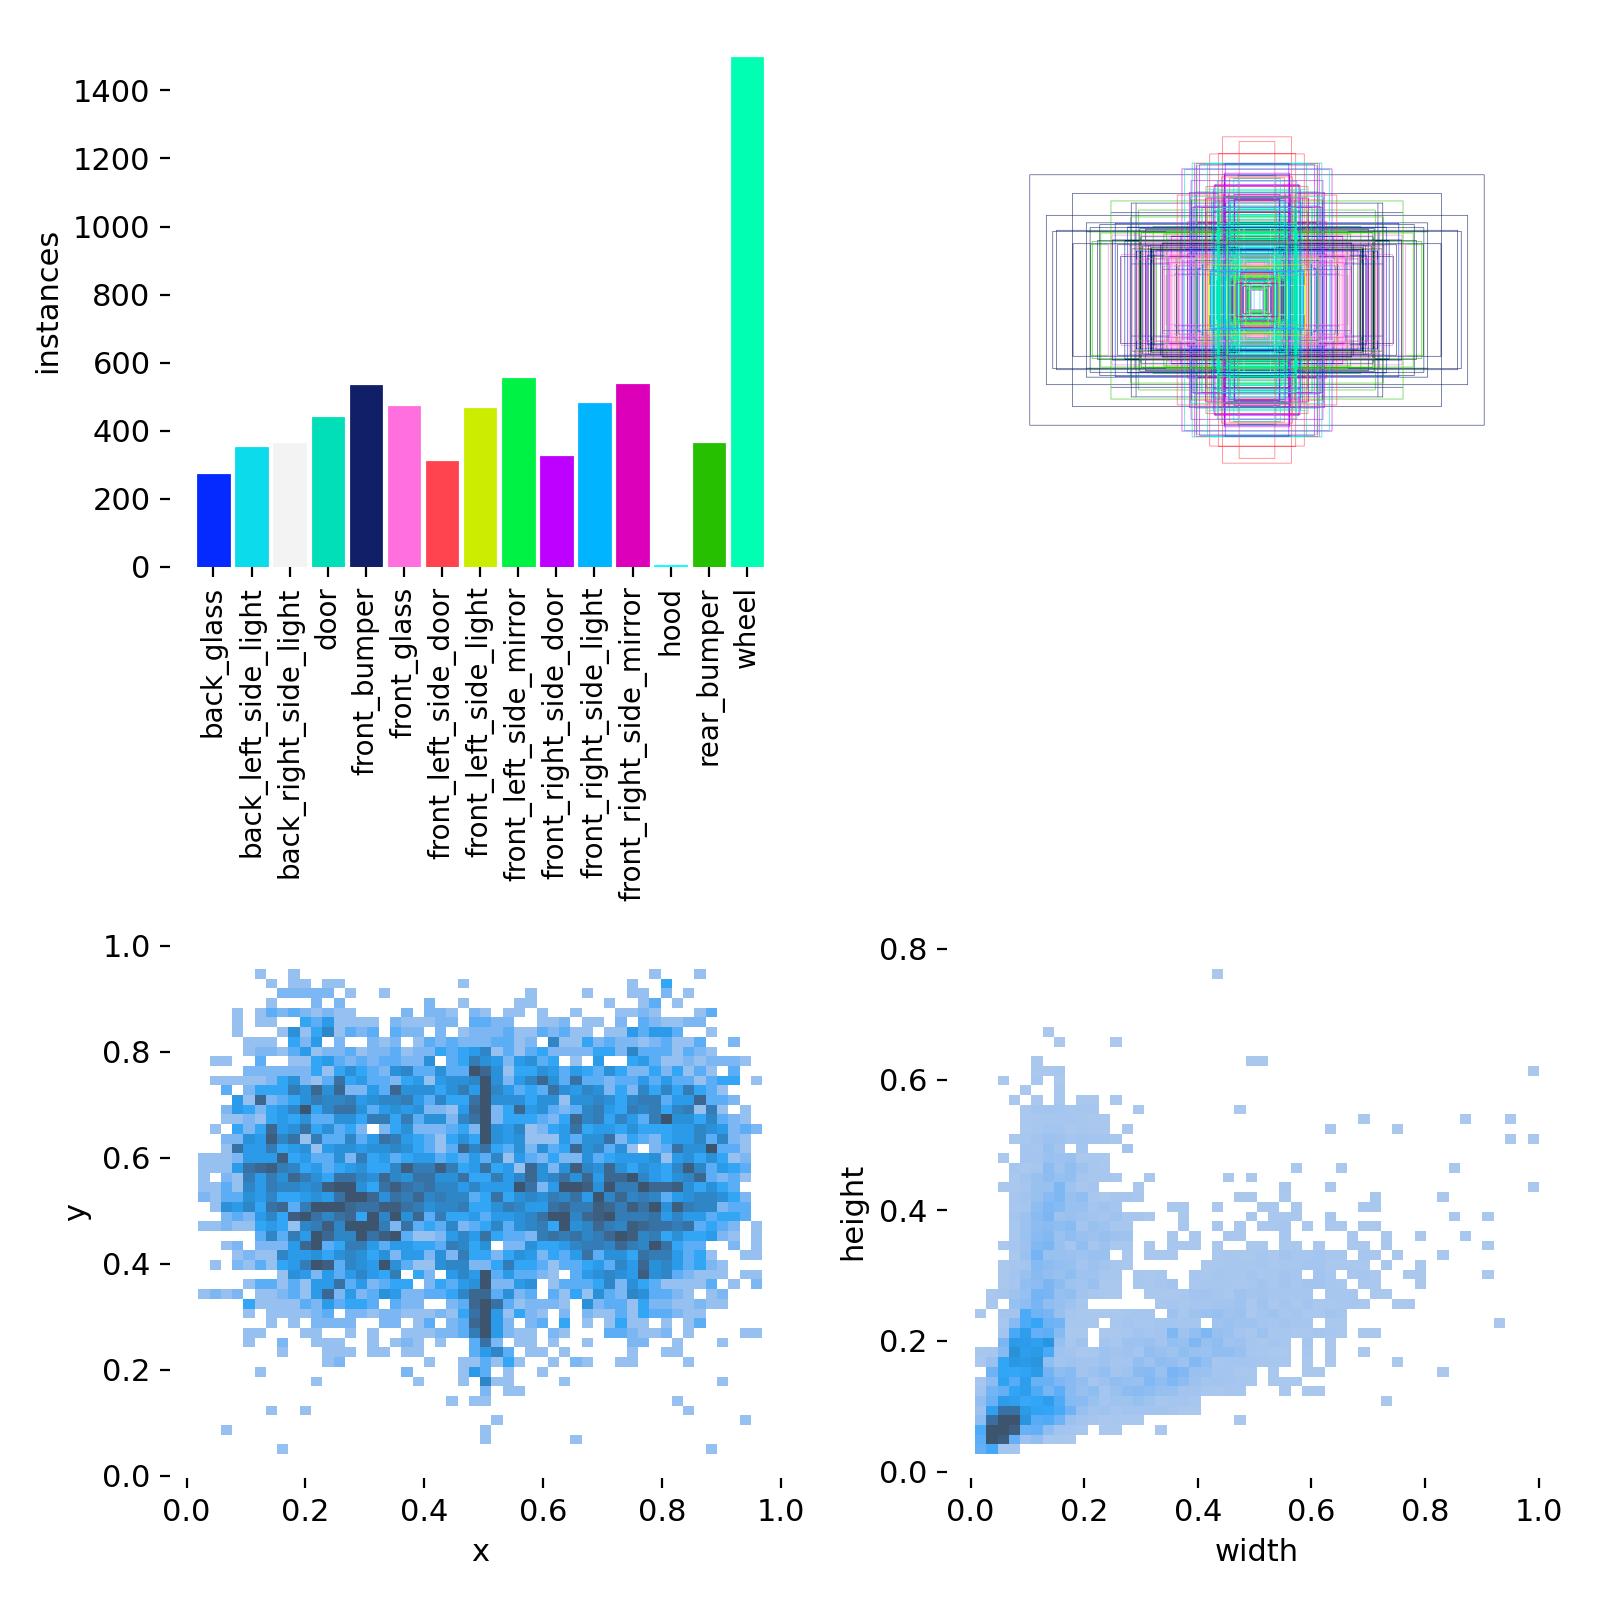 instances
1400
1200
1000
800
600
400
200
0
back_glass
back_left_side_light
back_right_side_light
door
front_bumper
front_glass
front_left_side_door
front_left_side_light
front_left_side_mirror
front_right_side_door
front_right_side_light
front_right_side_mirror
hood
rear_bumper
wheel
y
1.0
0.8
0.6
0.4
0.2
0.0
0.0 0.2 0.4 0.6 0.8 1.0
x
height
0.8
0.6
0.4
0.2
0.0
0.0 0.2 0.4 0.6 0.8 1.0
width